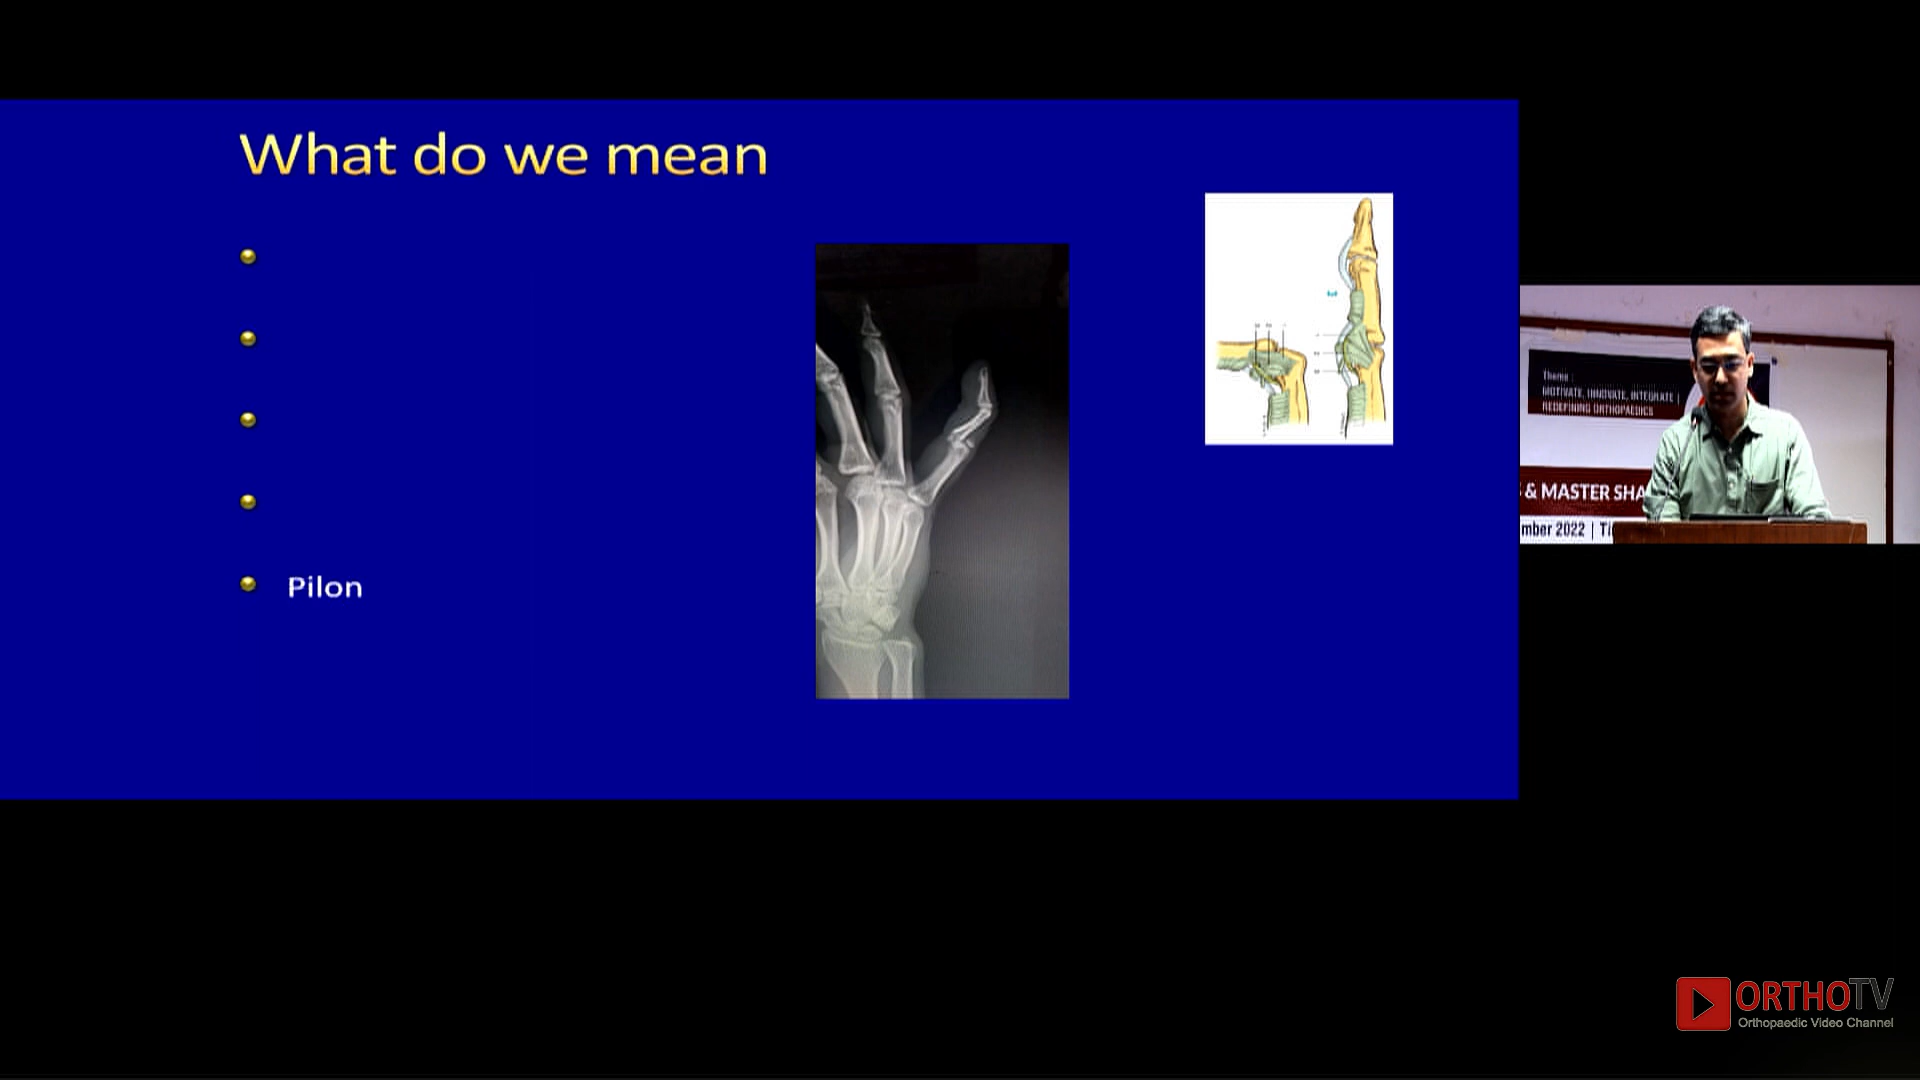 What do we mean
Pilon
Theme :
MOTIVATE, INNOVATE, INTEGRATE |
REDEFINING ORTHOPAEDICS
& MASTER SHA
mber 2022 | Ti
ORTHOTV
Orthopaedic Video Channel